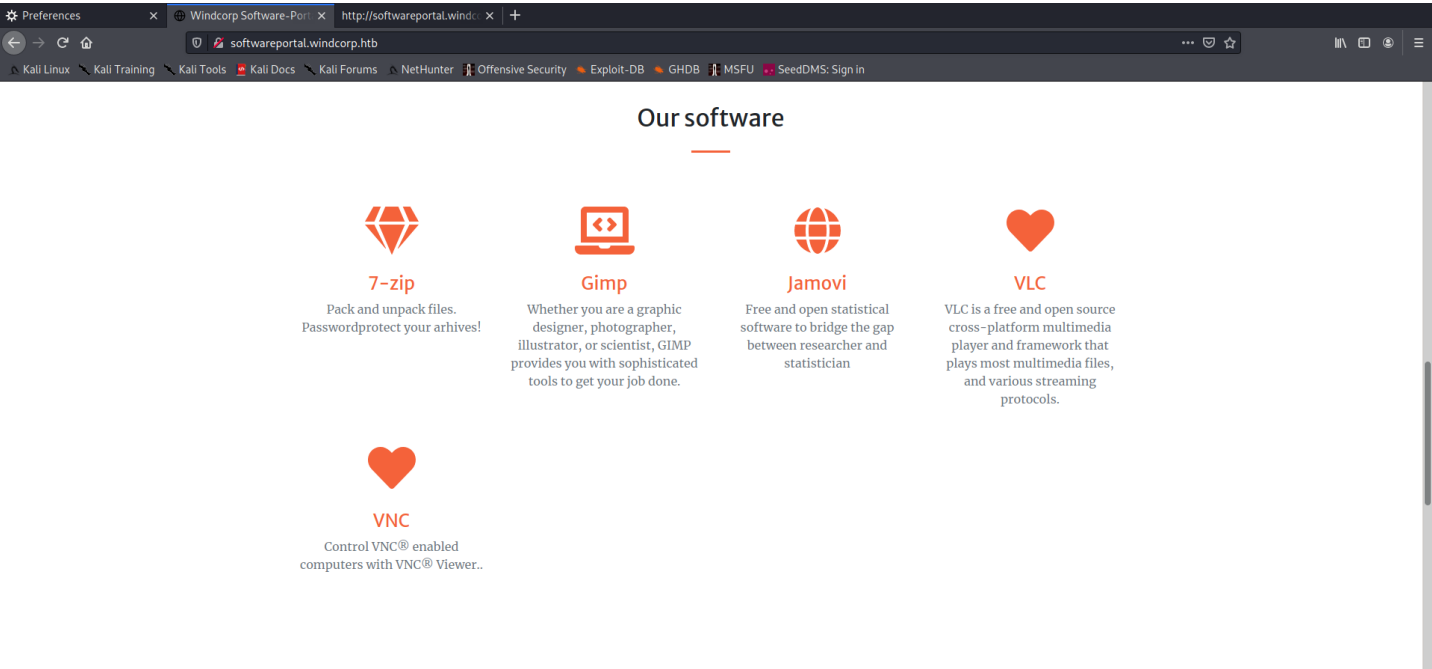 Preferences
Windcorp Software-Port
http://softwareportal.windc
softwareportal.windcorp.htb
Kali Linux Kali Training Kali Tools Kali Docs Kali Forums NetHunter Offensive Security Exploit-DB GHDB MSFU SeedDMS: Sign in
Our software
7-zip
Pack and unpack files.
Passwordprotect your arhives!
Gimp
Whether you are a graphic
designer, photographer,
illustrator, or scientist, GIMP
provides you with sophisticated
tools to get your job done.
Jamovi
Free and open statistical
software to bridge the gap
between researcher and
statistician
VLC
VLC is a free and open source
cross-platform multimedia
player and framework that
plays most multimedia files,
and various streaming
protocols.
VNC
Control VNC® enabled
computers with VNC® Viewer..